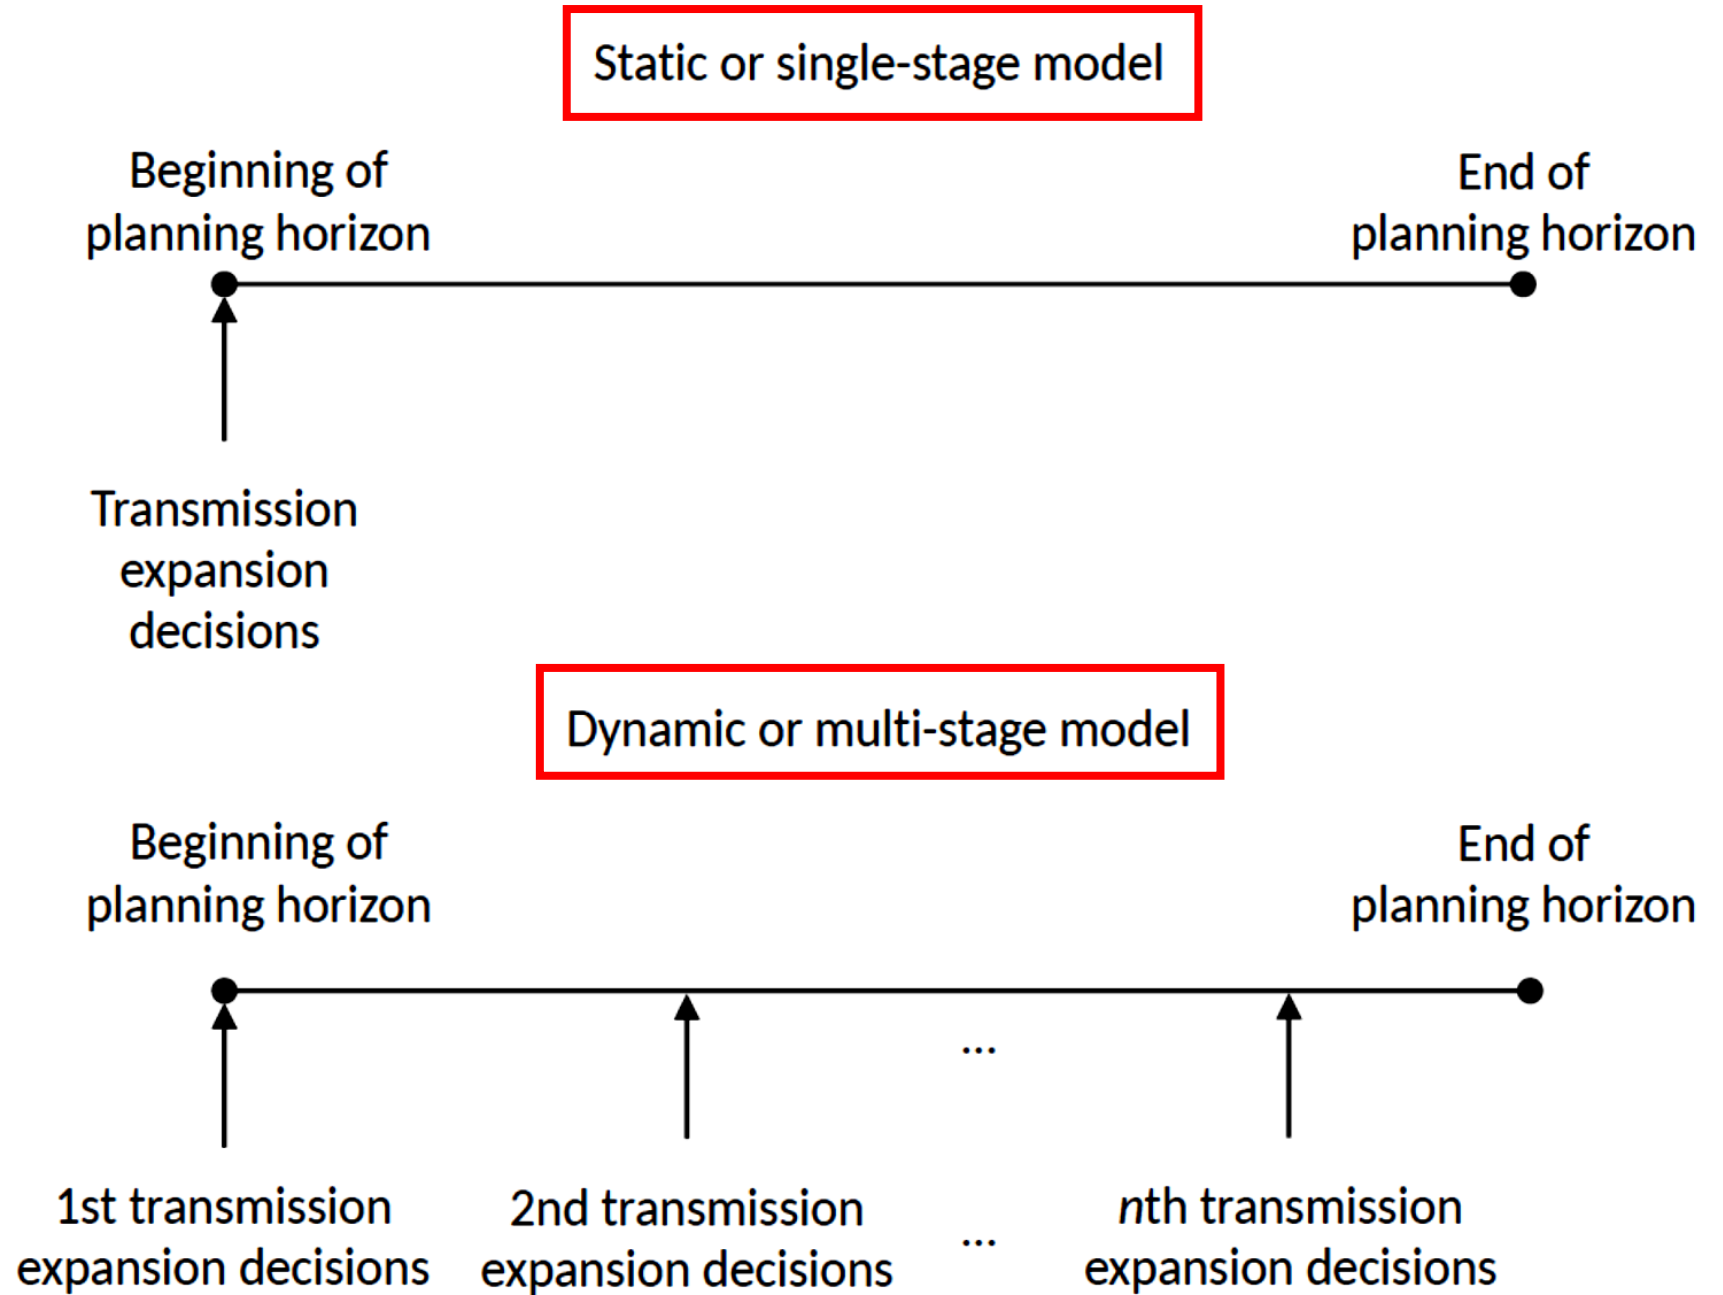 Static or single-stage model
Beginning of
planning horizon
End of
planning horizon
Transmission
expansion
decisions
Dynamic or multi-stage model
Beginning of
planning horizon
End of
planning horizon
...
1st transmission
expansion decisions
2nd transmission
expansion decisions
...
nth transmission
expansion decisions